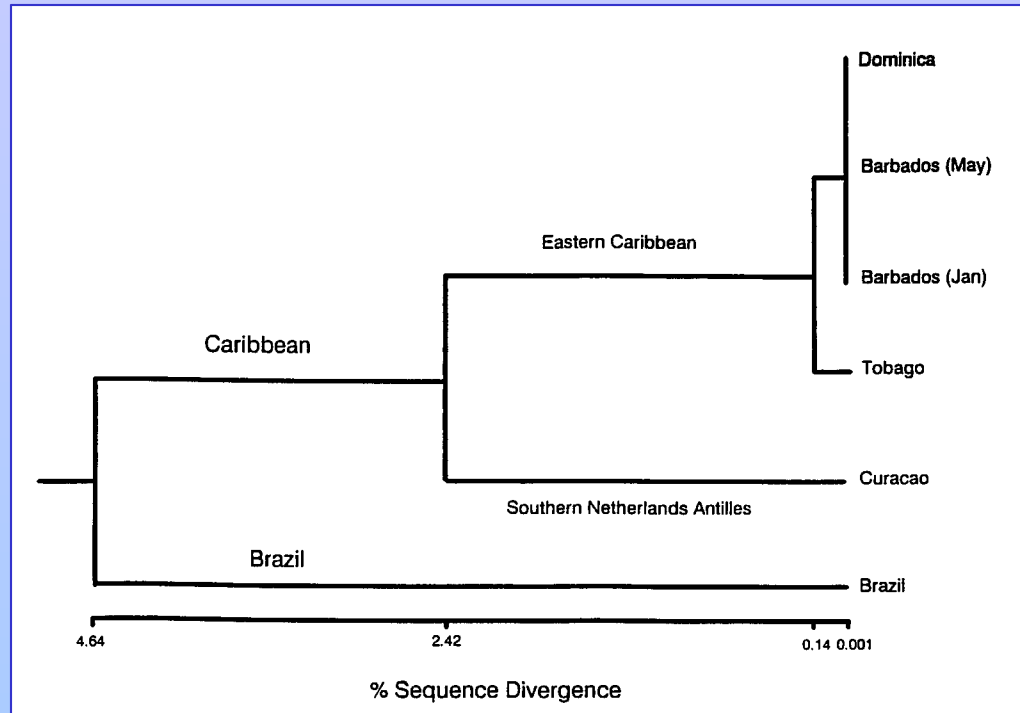 Dominica
Barbados (May)
Eastern Caribbean
Barbados (Jan)
Caribbean
Tobago
Curacao
Southern Netherlands Antilles
Brazil
Brazil
4.64 2.42 0.14 0.001
% Sequence Divergence